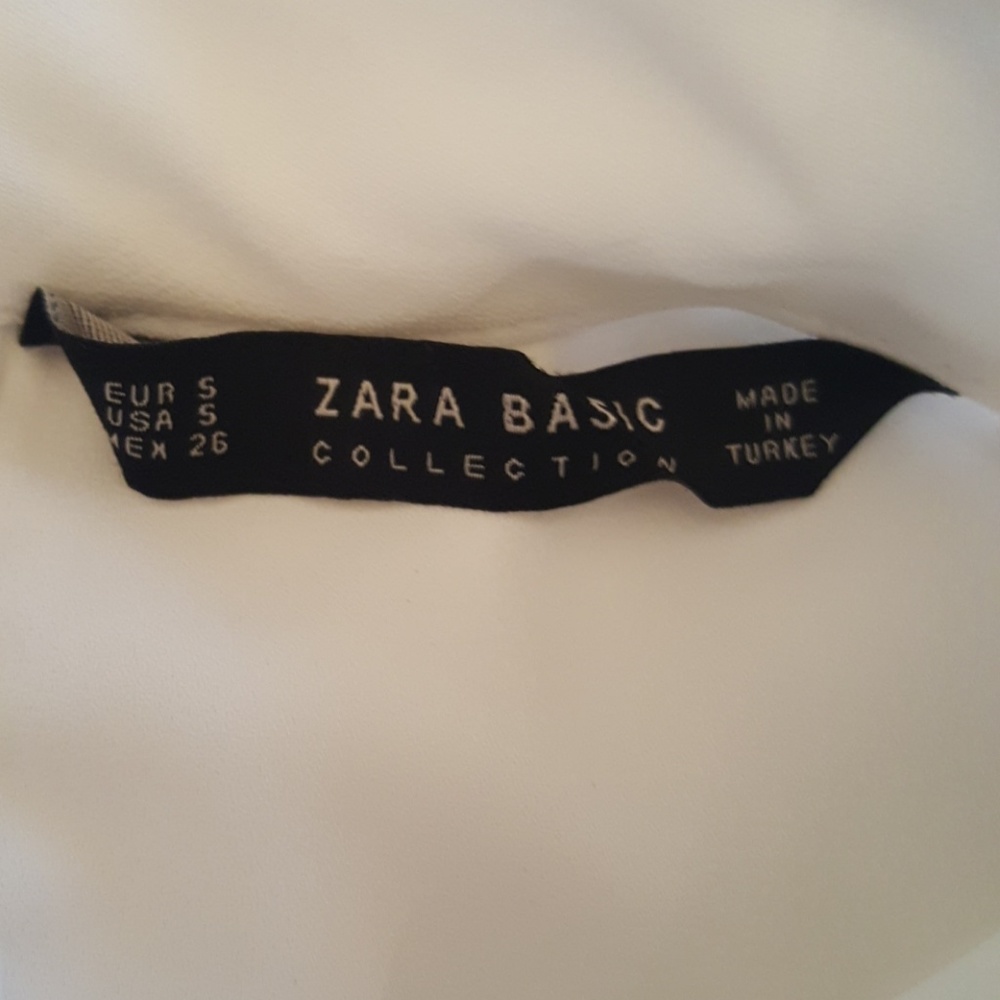 EUR S
USA S
MEX 26
ZARA BASIC
COLLECTION
MADE
IN
TURKEY